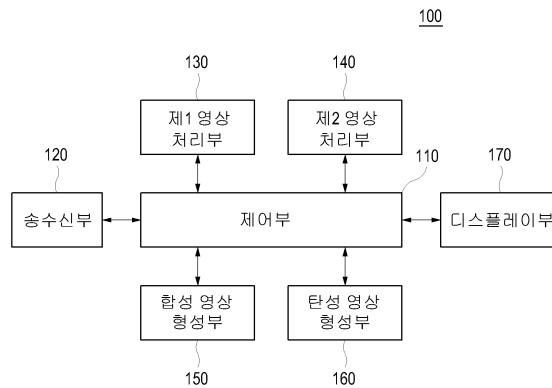 100
130
140
제1 영상
처리부
제2 영상
처리부
120
110
170
송수신부
제어부
디스플레이부
합성 영상
형성부
탄성 영상
형성부
150
160